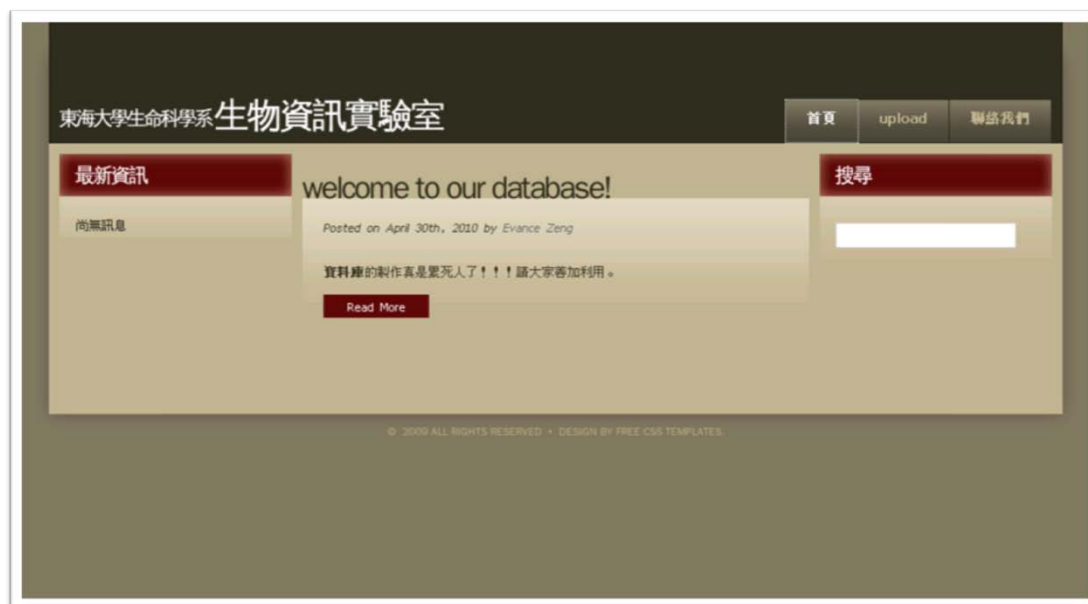 東海大學生命科學系生物資訊實驗室
首頁
upload
聯絡我們
最新資訊
尚無訊息
welcome to our database!
Posted on April 30th, 2010 by Evance Zeng
資料庫的製作真是累死人了!!!請大家善加利用。
Read More
搜尋
© 2009 ALL RIGHTS RESERVED • DESIGN BY FREE CSS TEMPLATES.